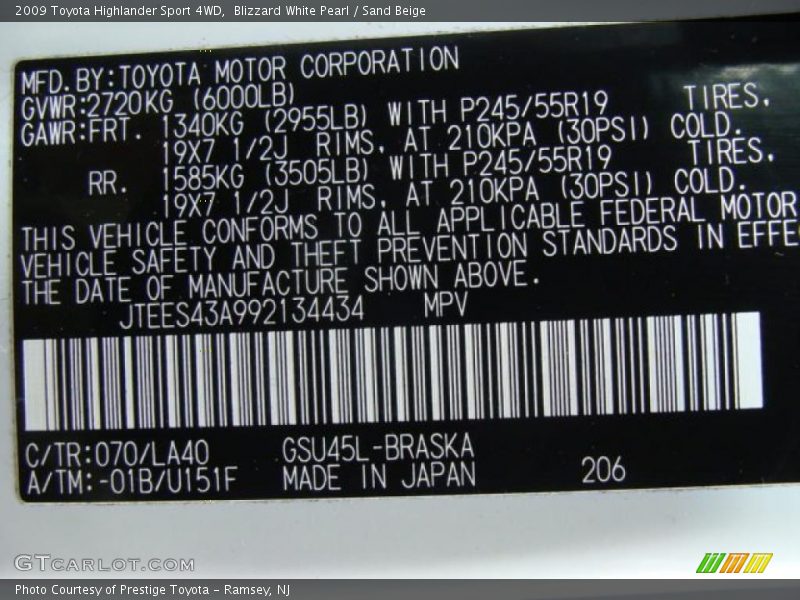 2009 Toyota Highlander Sport 4WD,  Blizzard White Pearl / Sand Beige
MFD.BY:TOYOTA MOTOR CORPORATION
GVWR:2720KG (6000LB)
GAWR:FRT. 1340KG (2955LB) WITH P245/55R19 TIRES,
19X7 1/2J RIMS, AT 210KPA (30PSI) COLD.
RR. 1585KG (3505LB) WITH P245/55R19 TIRES,
19X7 1/2J RIMS, AT 210KPA (30PSI) COLD.
THIS VEHICLE CONFORMS TO ALL APPLICABLE FEDERAL MOTOR
VEHICLE SAFETY AND THEFT PREVENTION STANDARDS IN EFFE
THE DATE OF MANUFACTURE SHOWN ABOVE.
JTEES43A992134434 MPV
C/TR:070/LA40 GSU45L-BRASKA
A/TM:-01B/U151F MADE IN JAPAN 206
GTCARLOT.COM
Photo Courtesy of Prestige Toyota - Ramsey, NJ